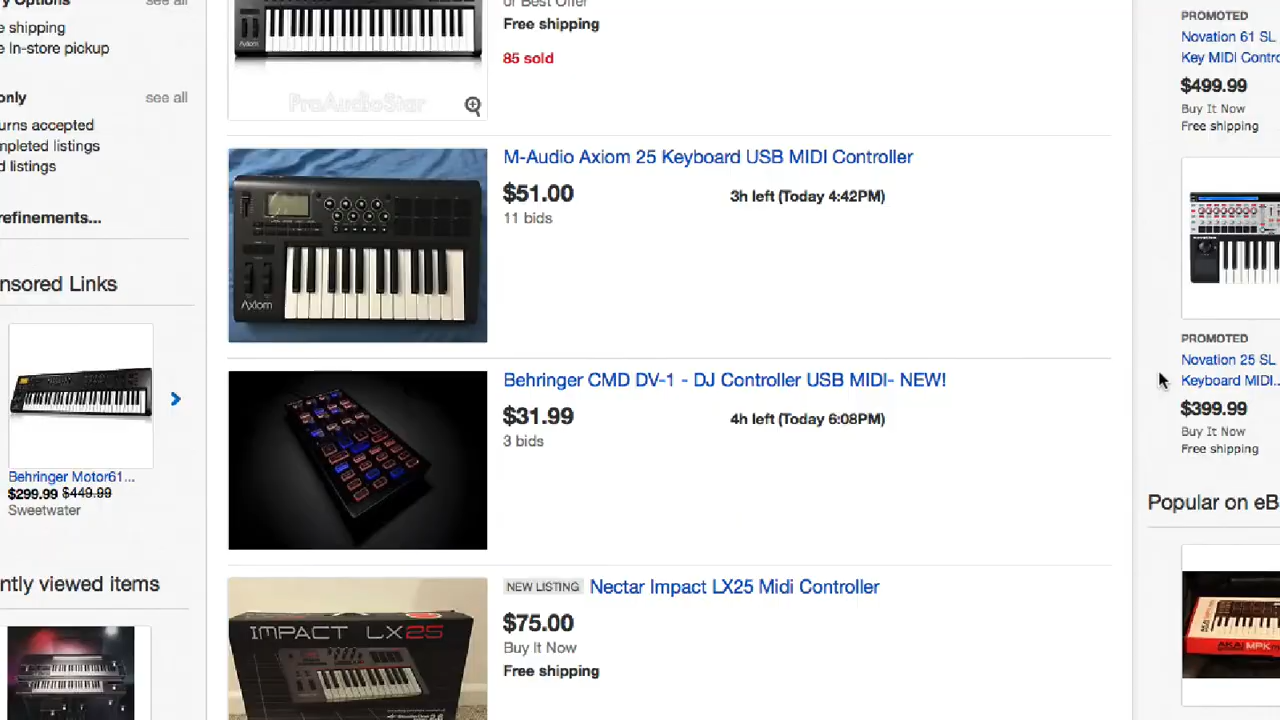 ry Options see all
e shipping
e In-store pickup
only see all
urns accepted
mpleted listings
d listings
refinements...
nsored Links
Behringer Motor61...
$299.99 $449.99
Sweetwater
ntly viewed items
Axiom
ProAudioStar
or Best Offer
Free shipping
85 sold
M-Audio Axiom 25 Keyboard USB MIDI Controller
$51.00 3h left (Today 4:42PM)
11 bids
Axiom
Behringer CMD DV-1 - DJ Controller USB MIDI- NEW!
$31.99 4h left (Today 6:08PM)
3 bids
NEW LISTING Nectar Impact LX25 Midi Controller
$75.00
Buy It Now
Free shipping
IMPACT LX25
PROMOTED
Novation 61 SL
Key MIDI Contro
$499.99
Buy It Now
Free shipping
PROMOTED
Novation 25 SL
Keyboard MIDI...
$399.99
Buy It Now
Free shipping
Popular on eB
AKAI MPK